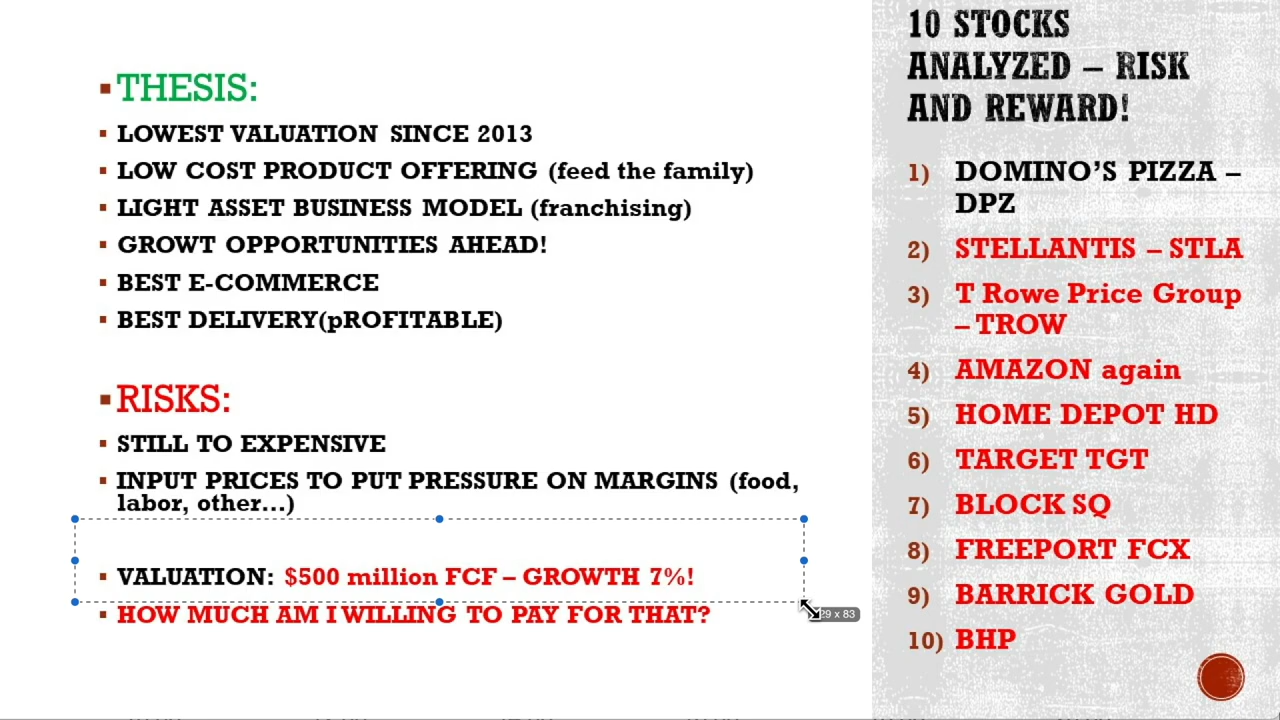 THESIS:
LOWEST VALUATION SINCE 2013
LOW COST PRODUCT OFFERING (feed the family)
LIGHT ASSET BUSINESS MODEL (franchising)
GROWT OPPORTUNITIES AHEAD!
BEST E-COMMERCE
BEST DELIVERY(pROFITABLE)
RISKS:
STILL TO EXPENSIVE
INPUT PRICES TO PUT PRESSURE ON MARGINS (food,
labor, other...)
VALUATION: $500 million FCF – GROWTH 7%!
HOW MUCH AM I WILLING TO PAY FOR THAT?
10 STOCKS
ANALYZED – RISK
AND REWARD!
1) DOMINO'S PIZZA –
DPZ
2) STELLANTIS – STLA
3) T Rowe Price Group
– TROW
4) AMAZON again
5) HOME DEPOT HD
6) TARGET TGT
7) BLOCK SQ
8) FREEPORT FCX
9) BARRICK GOLD
10) BHP